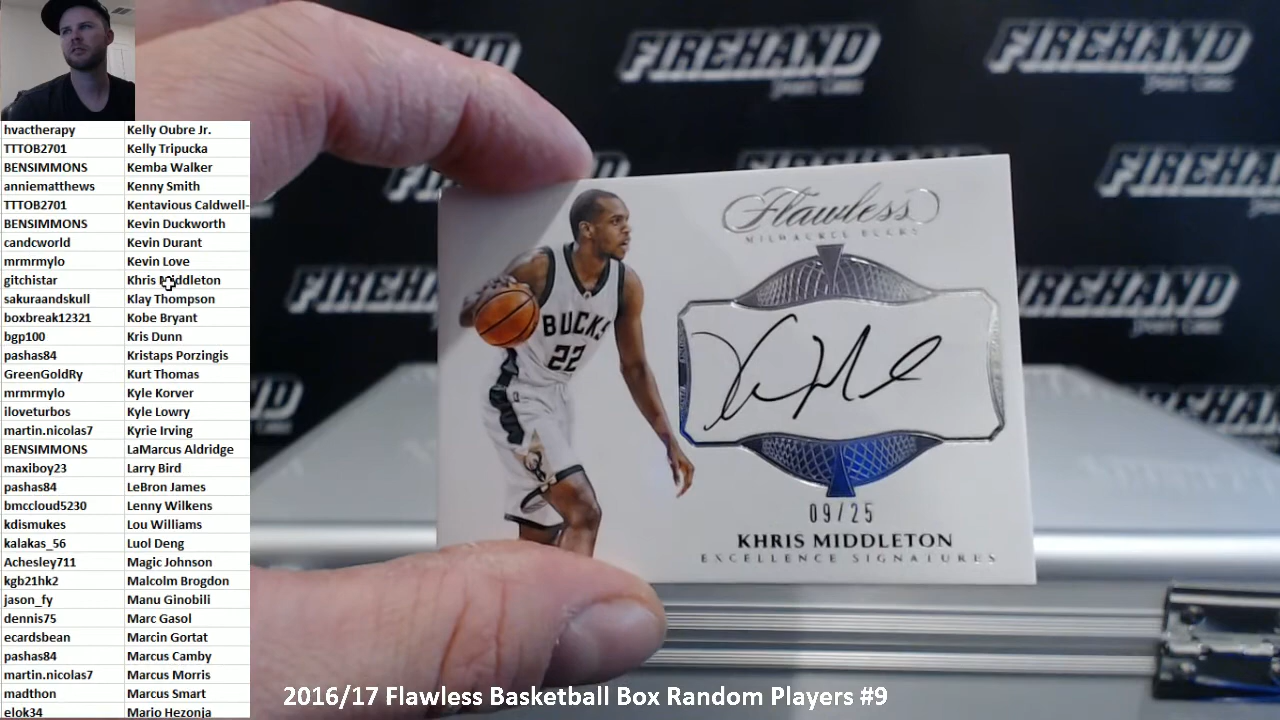 hvactherapy Kelly Oubre Jr.
TTTOB2701 Kelly Tripucka
BENSIMMONS Kemba Walker
anniematthews Kenny Smith
TTTOB2701 Kentavious Caldwell-
BENSIMMONS Kevin Duckworth
candcworld Kevin Durant
mrmrmylo Kevin Love
gitchistar Khris Middleton
sakuraandskull Klay Thompson
boxbreak12321 Kobe Bryant
bgp100 Kris Dunn
pashas84 Kristaps Porzingis
GreenGoldRy Kurt Thomas
mrmrmylo Kyle Korver
iloveturbos Kyle Lowry
martin.nicolas7 Kyrie Irving
BENSIMMONS LaMarcus Aldridge
maxiboy23 Larry Bird
pashas84 LeBron James
bmccloud5230 Lenny Wilkens
kdismukes Lou Williams
kalakas_56 Luol Deng
Achesley711 Magic Johnson
kgb21hk2 Malcolm Brogdon
jason_fy Manu Ginobili
dennis75 Marc Gasol
ecardsbean Marcin Gortat
pashas84 Marcus Camby
martin.nicolas7 Marcus Morris
madthon Marcus Smart
elok34 Mario Hezonja
FIREHAND
FIREHAND
Sports Cards
Flawless
MILWAUKEE BUCKS
BUCKS
22
09/25
KHRIS MIDDLETON
EXCELLENCE SIGNATURES
2016/17 Flawless Basketball Box Random Players #9